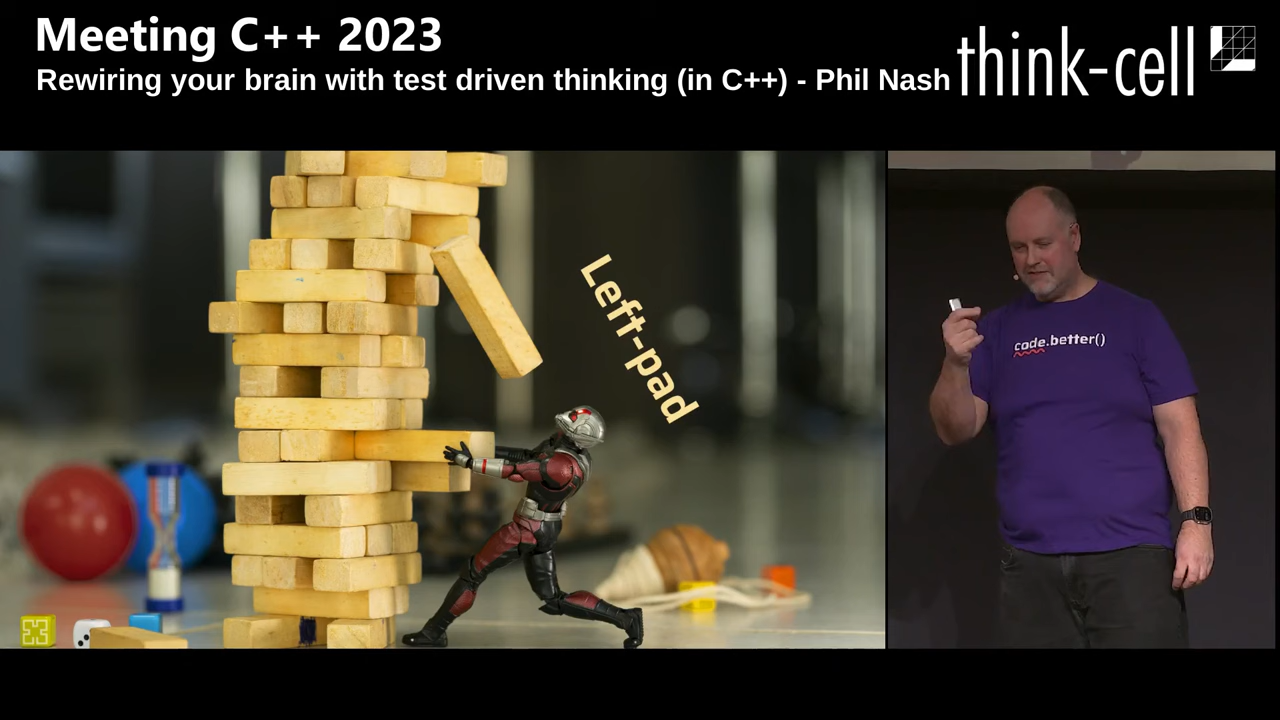 Meeting C++ 2023
Rewiring your brain with test driven thinking (in C++) - Phil Nash
think-cell
Left-pad
code.better()